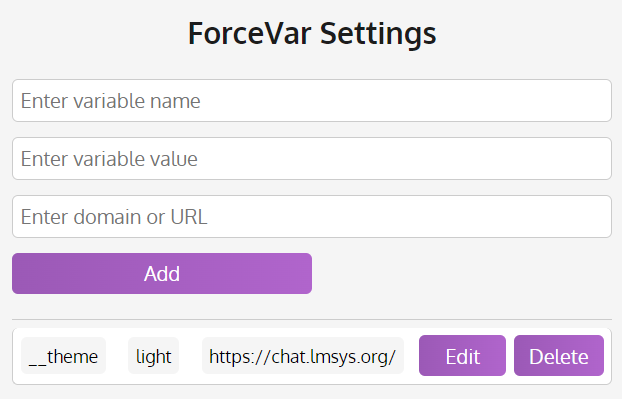 ForceVar Settings
Enter variable name
Enter variable value
Enter domain or URL
Add
__theme light https://chat.lmsys.org/ Edit Delete